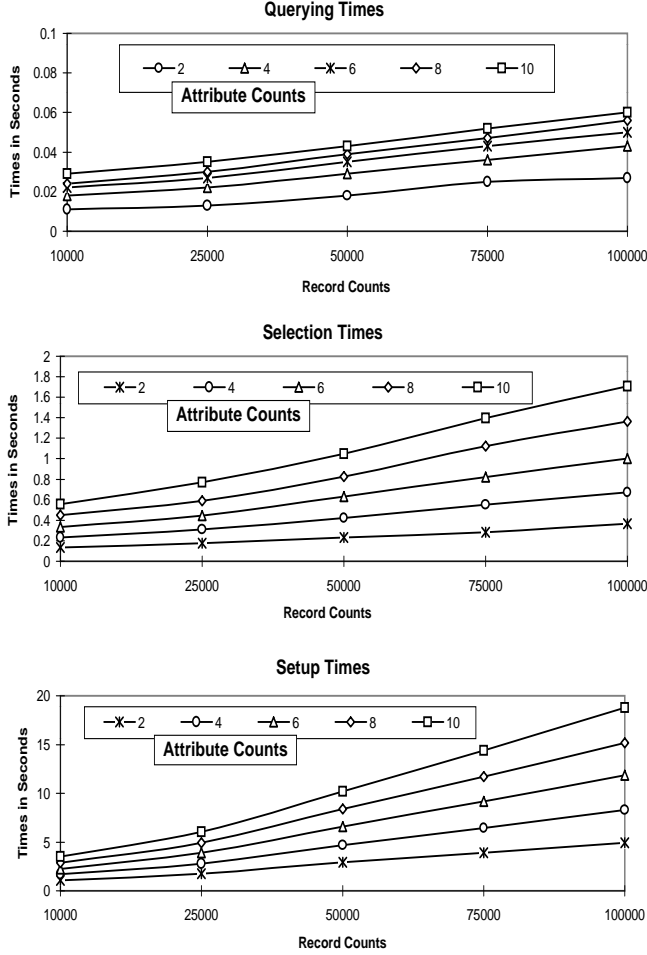 Querying Times
0.1
2 4 6 8 10
0.08
Attribute Counts
0.06
0.04
0.02
0
Times in Seconds
10000 25000 50000 75000 100000
Record Counts
Selection Times
2
1.8
2 4 6 8 10
1.6
Attribute Counts
1.4
1.2
1
0.8
0.6
0.4
0.2
0
Times in Seconds
10000 25000 50000 75000 100000
Record Counts
Setup Times
20
2 4 6 8 10
Attribute Counts
15
10
5
0
Times in Seconds
10000 25000 50000 75000 100000
Record Counts